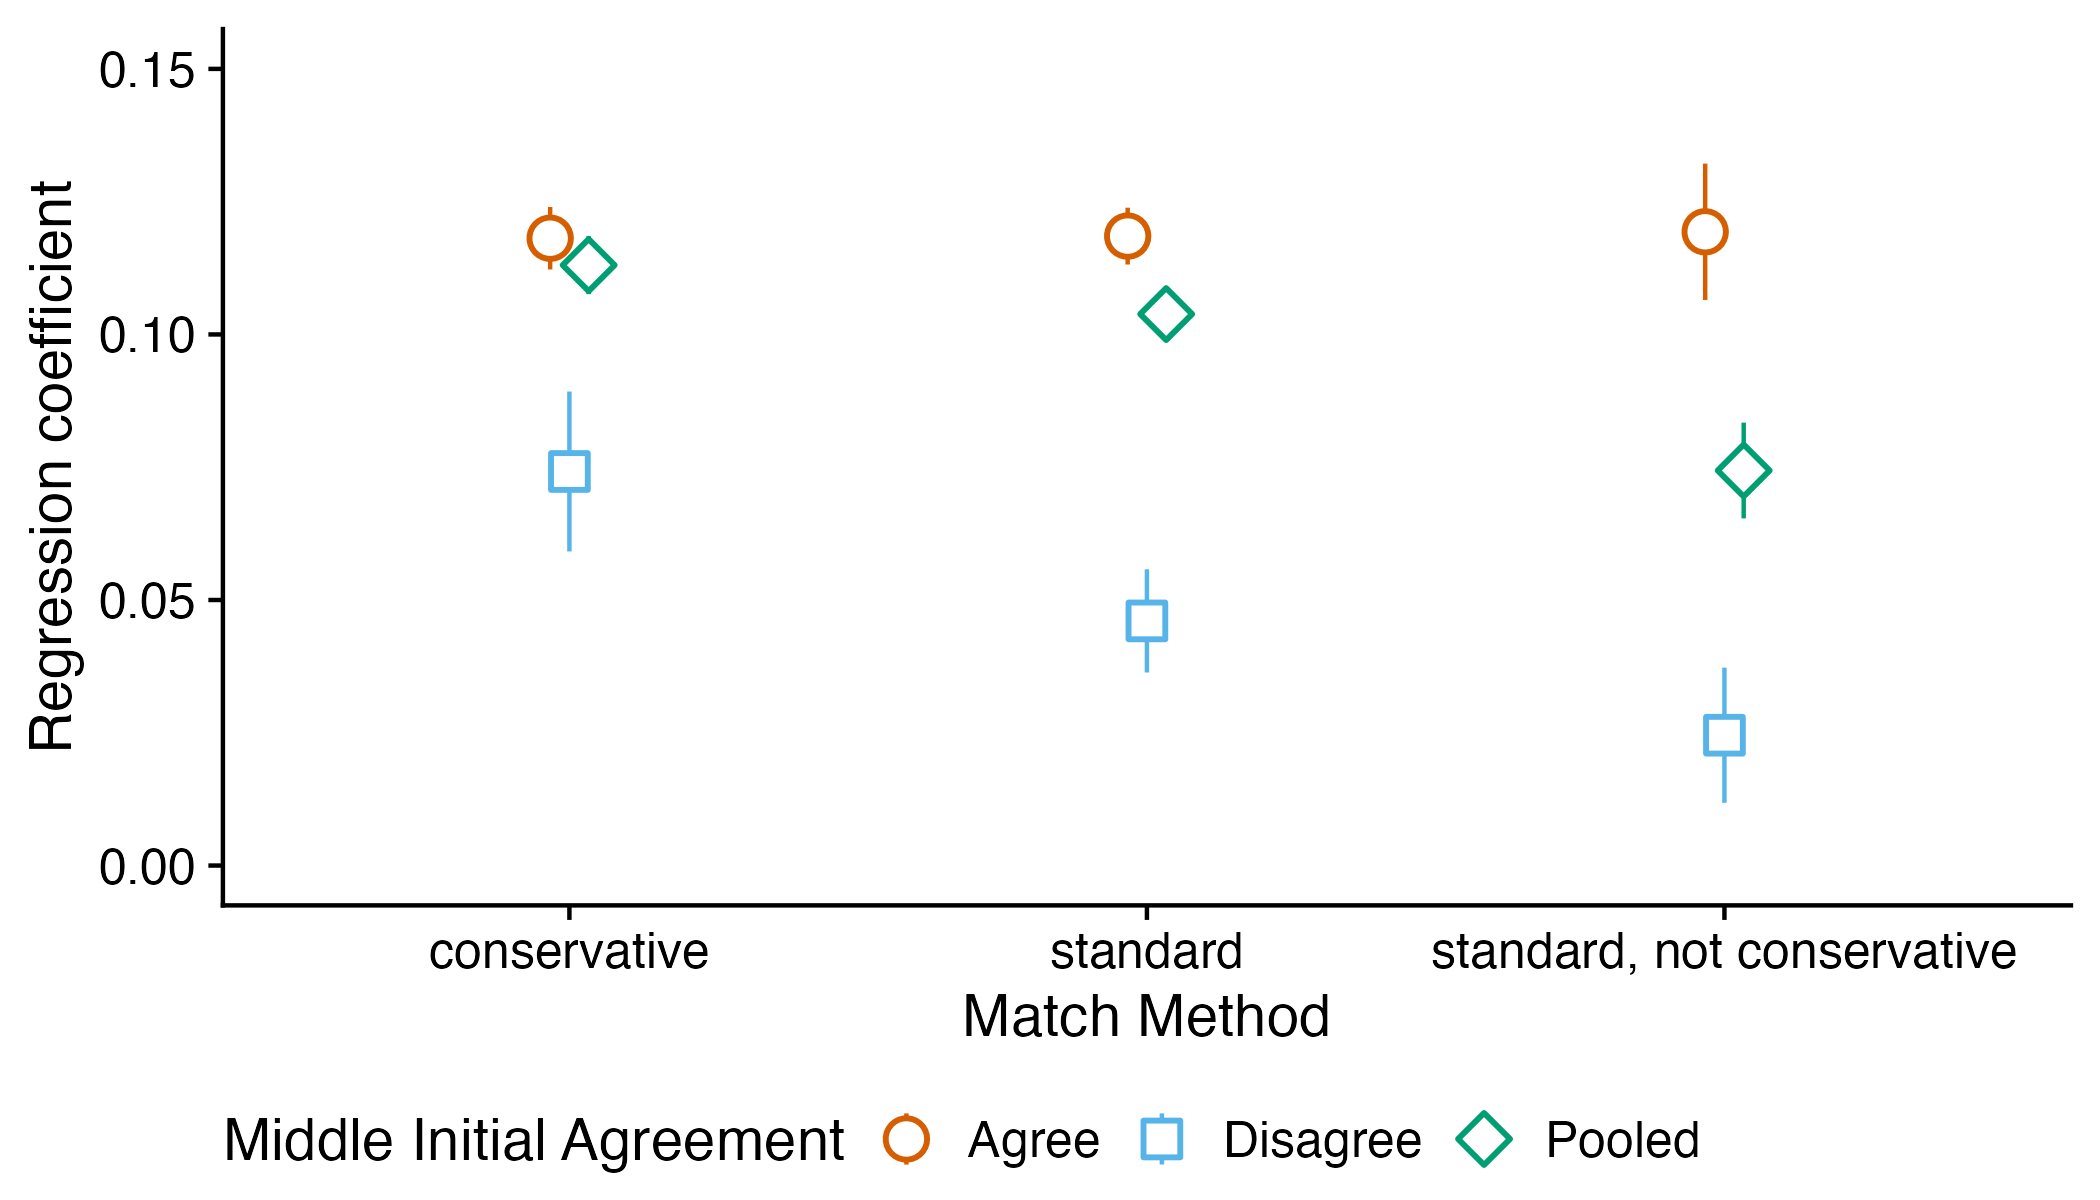 Regression coefficient
0.15
0.10
0.05
0.00
conservative
standard
standard, not conservative
Match Method
Middle Initial Agreement
Agree
Disagree
Pooled